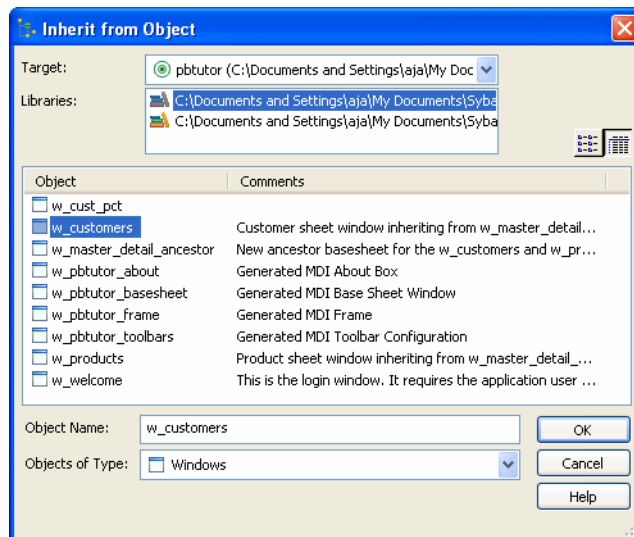 Inherit from Object
Target: pbtutor (C:\Documents and Settings\aja\My Doc
Libraries: C:\Documents and Settings\aja\My Documents\Syba
C:\Documents and Settings\aja\My Documents\Syba
Object Comments
w_cust_pct
w_customers Customer sheet window inheriting from w_master_detail...
w_master_detail_ancestor New ancestor basesheet for the w_customers and w_pr...
w_pbtutor_about Generated MDI About Box
w_pbtutor_basesheet Generated MDI Base Sheet Window
w_pbtutor_frame Generated MDI Frame
w_pbtutor_toolbars Generated MDI Toolbar Configuration
w_products Product sheet window inheriting from w_master_detail_...
w_welcome This is the login window. It requires the application user ...
Object Name: w_customers OK
Objects of Type: Windows Cancel
Help